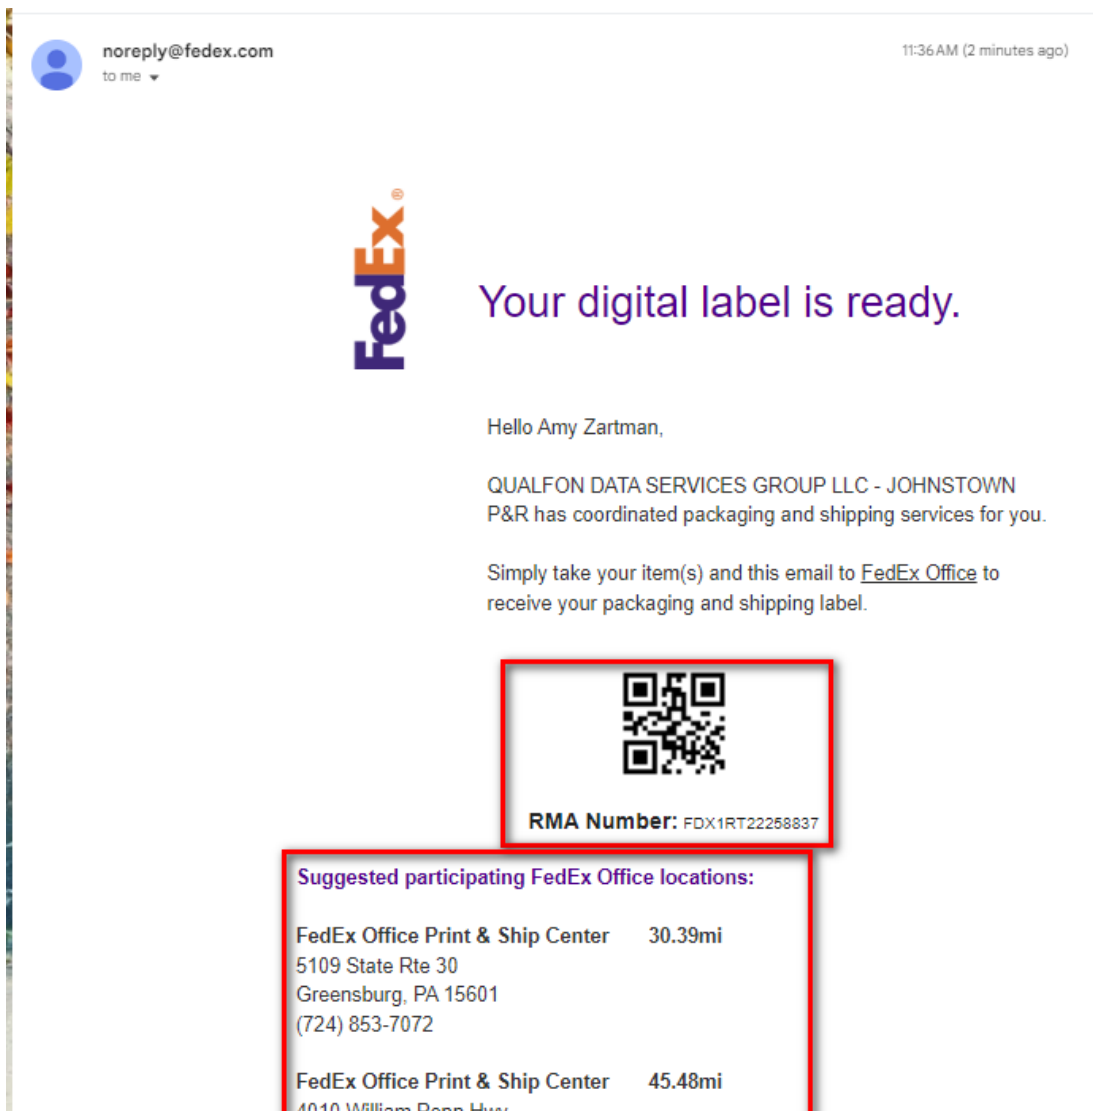 noreply@fedex.com
11:36 AM (2 minutes ago)
to me
FedEx®
Your digital label is ready.
Hello Amy Zartman,
QUALFON DATA SERVICES GROUP LLC - JOHNSTOWN
P&R has coordinated packaging and shipping services for you.
Simply take your item(s) and this email to FedEx Office to
receive your packaging and shipping label.
RMA Number: FDX1RT22258837
Suggested participating FedEx Office locations:
FedEx Office Print & Ship Center 30.39mi
5109 State Rte 30
Greensburg, PA 15601
(724) 853-7072
FedEx Office Print & Ship Center 45.48mi
4010 William Penn Hwy